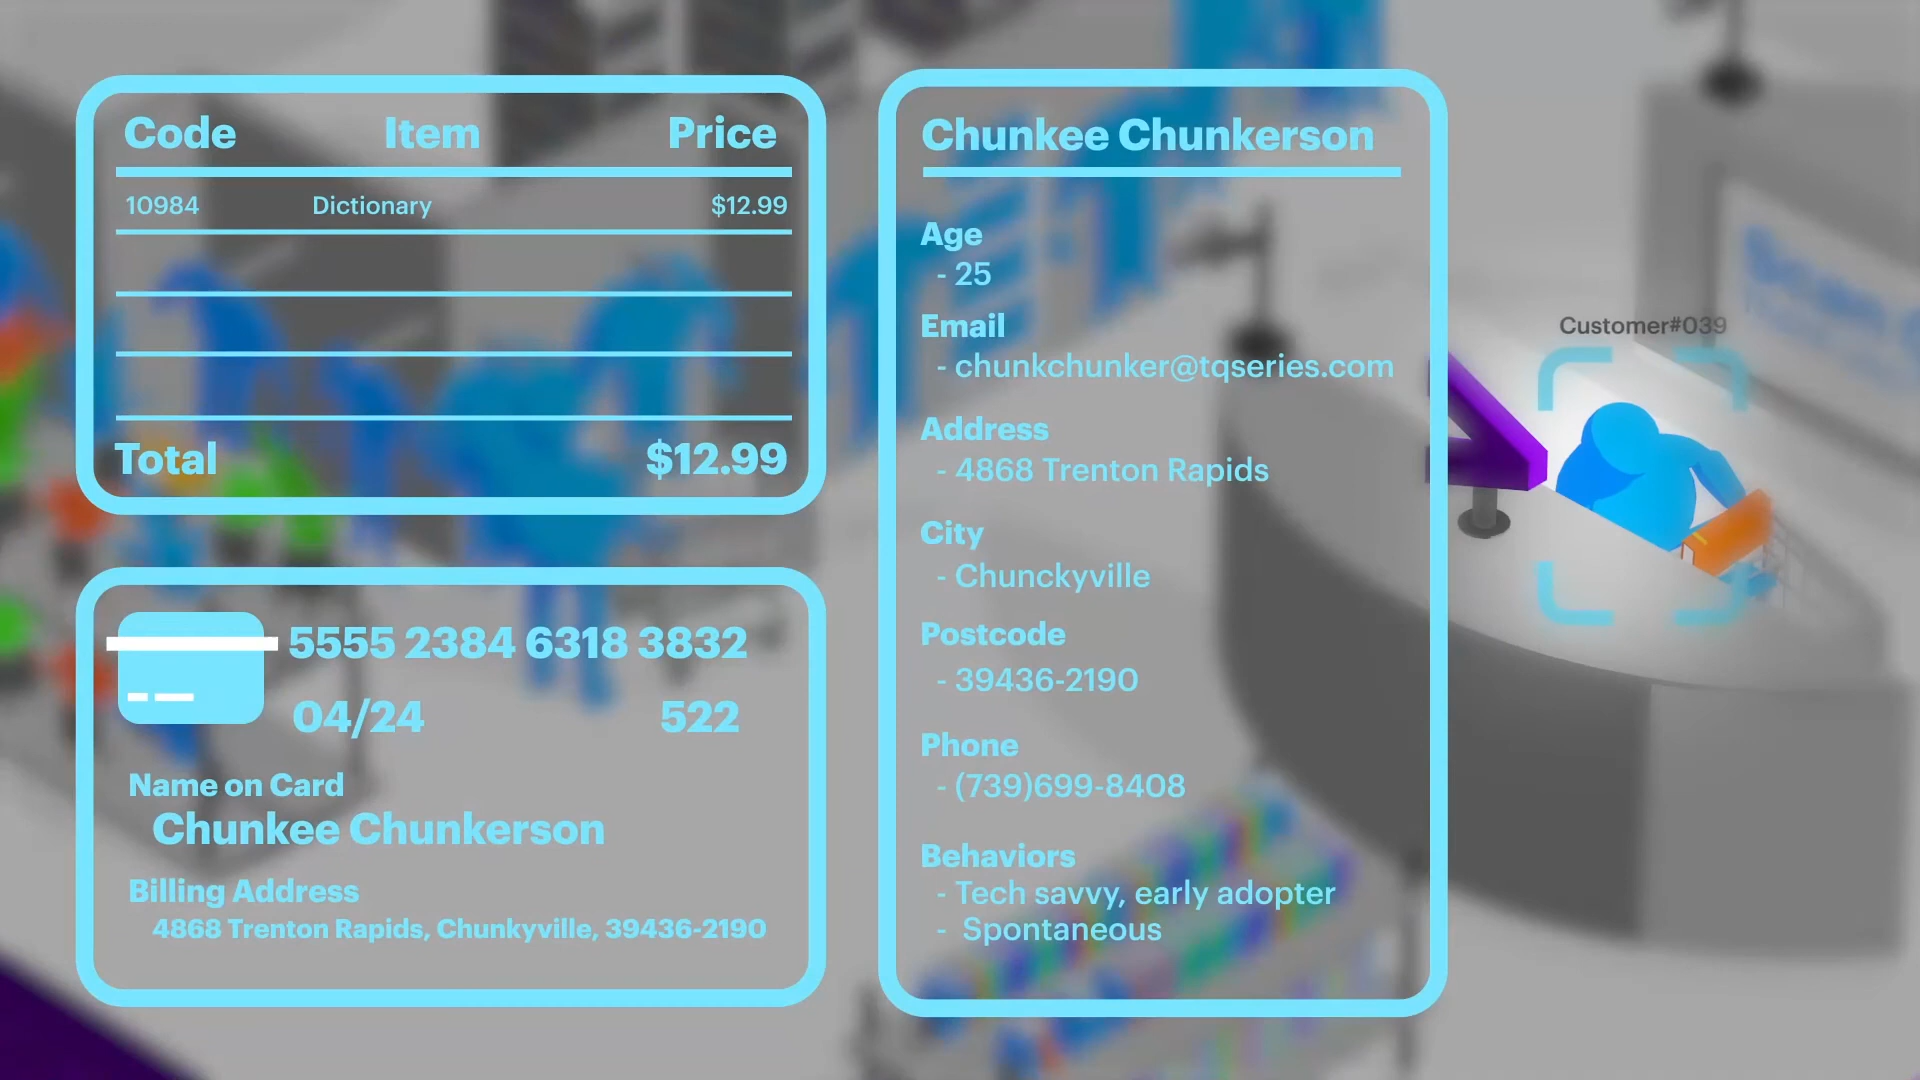 Code Item Price
10984 Dictionary $12.99
Total $12.99
5555 2384 6318 3832
04/24 522
Name on Card
Chunkee Chunkerson
Billing Address
4868 Trenton Rapids, Chunkyville, 39436-2190
Chunkee Chunkerson
Age
- 25
Email
- chunkchunker@tqseries.com
Address
- 4868 Trenton Rapids
City
- Chunckyville
Postcode
- 39436-2190
Phone
- (739)699-8408
Behaviors
- Tech savvy, early adopter
- Spontaneous
Customer#039